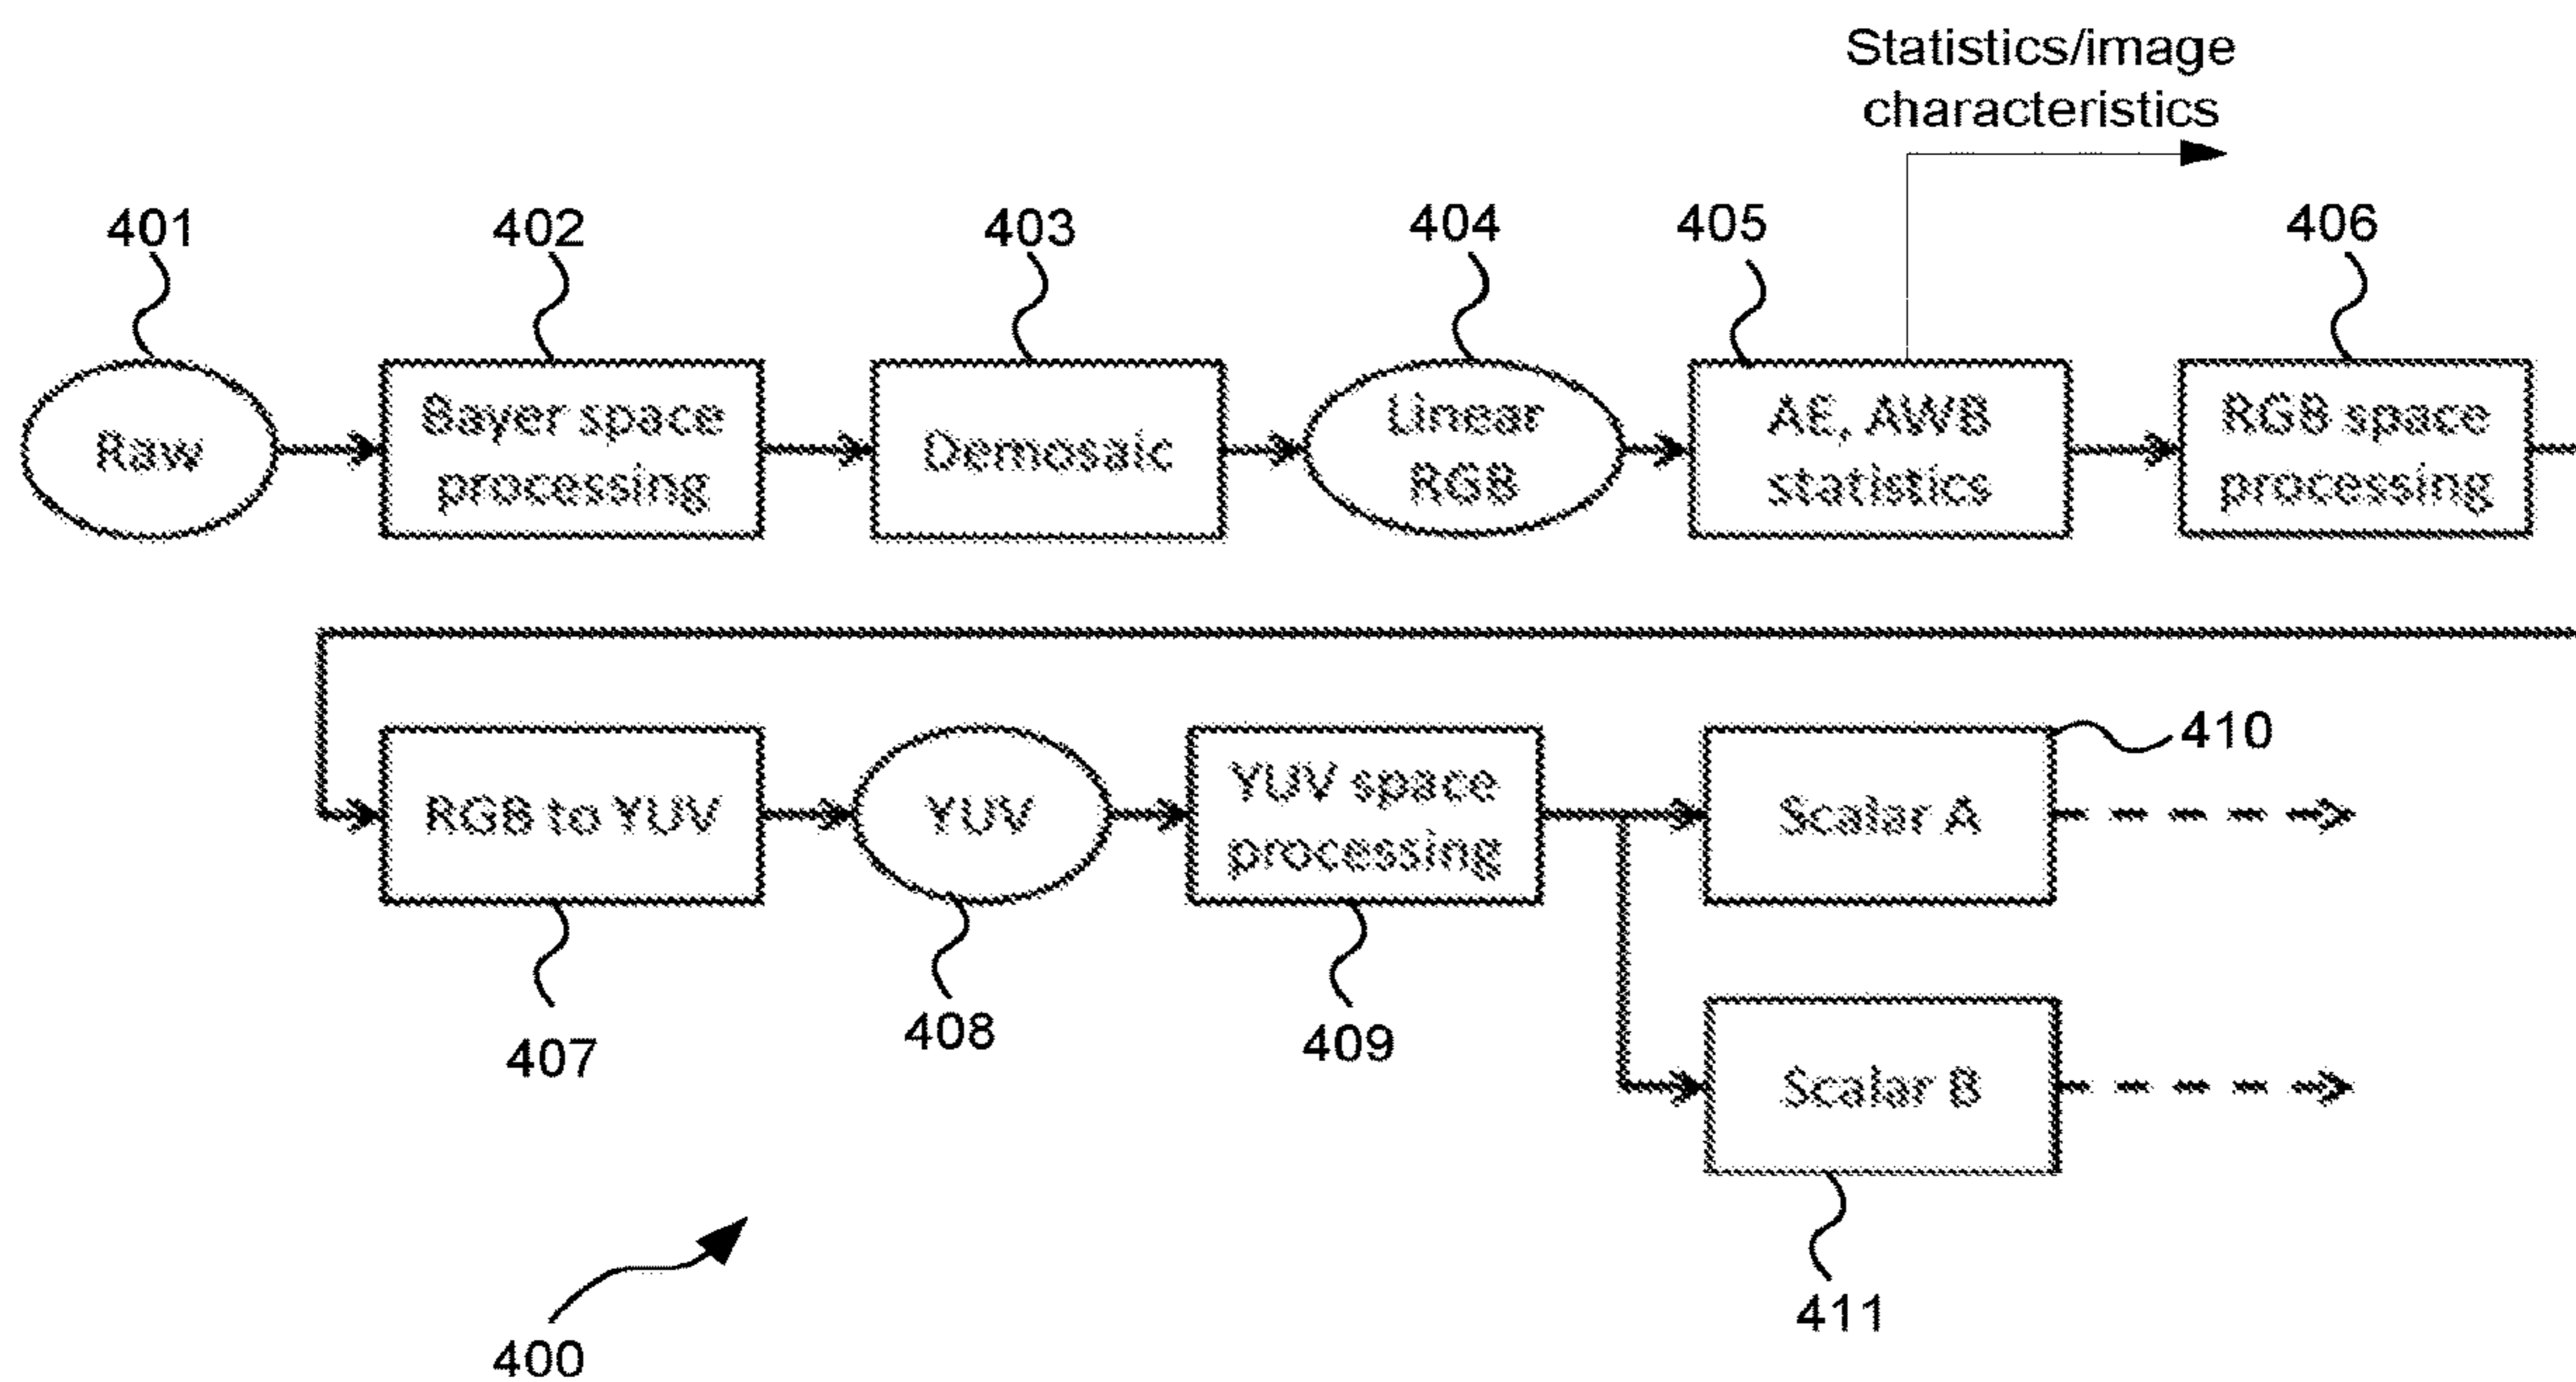 Statistics/image
characteristics
401
402
403
404
405
406
Raw
Bayer space
processing
Demosaic
Linear
RGB
AE, AWB
statistics
RGB space
processing
410
RGB to YUV
YUV
YUV space
processing
Scalar A
407
408
409
Scalar B
411
400